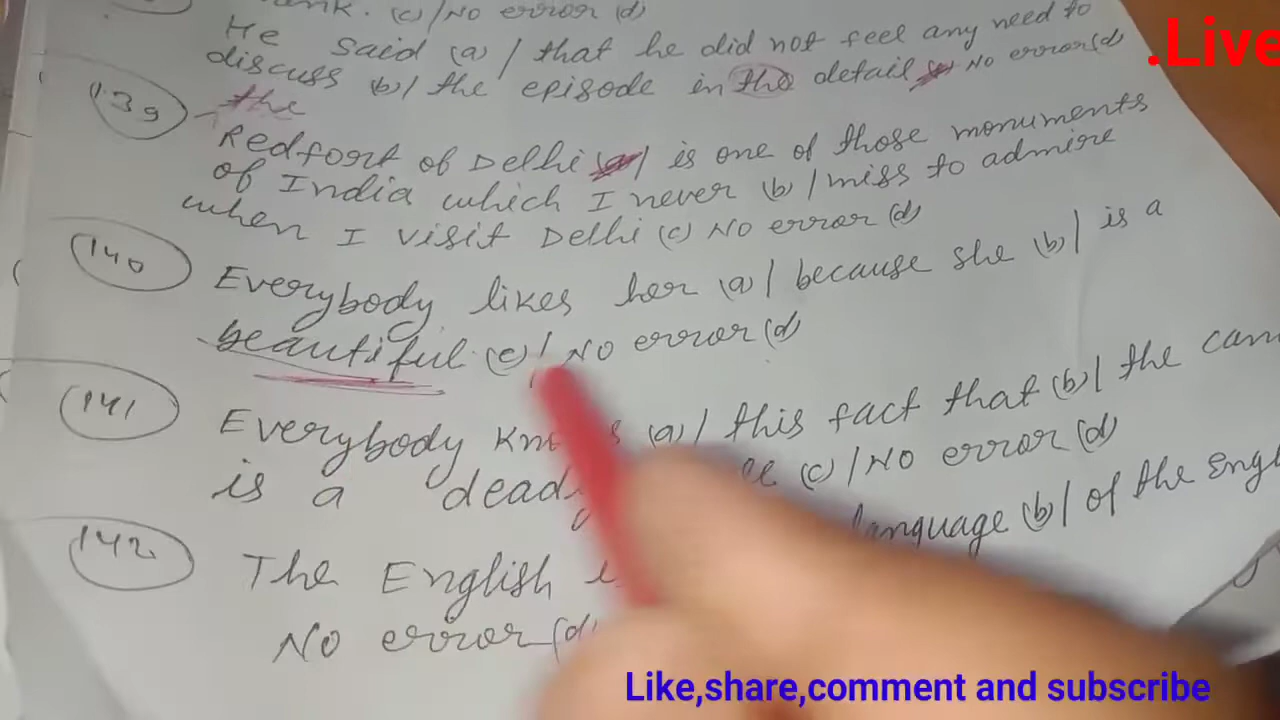 (c)/No error (d)
He said (a) / that he did not feel any need to
discuss (b)/ the episode in the detail No error (d)
139 the
Redfort of Delhi (a)/ is one of those monuments
of India which I never (b)/miss to admire
when I visit Delhi (c) No error (d)
140 Everybody likes her (a)/ because she (b)/ is a
beautiful (c)/ No error (d)
141 Everybody (a)/ this fact that (b)/ the
is a (c)/No error (d)
142 The English language (b)/ of the
No error (d)
.Live
Like,share,comment and subscribe